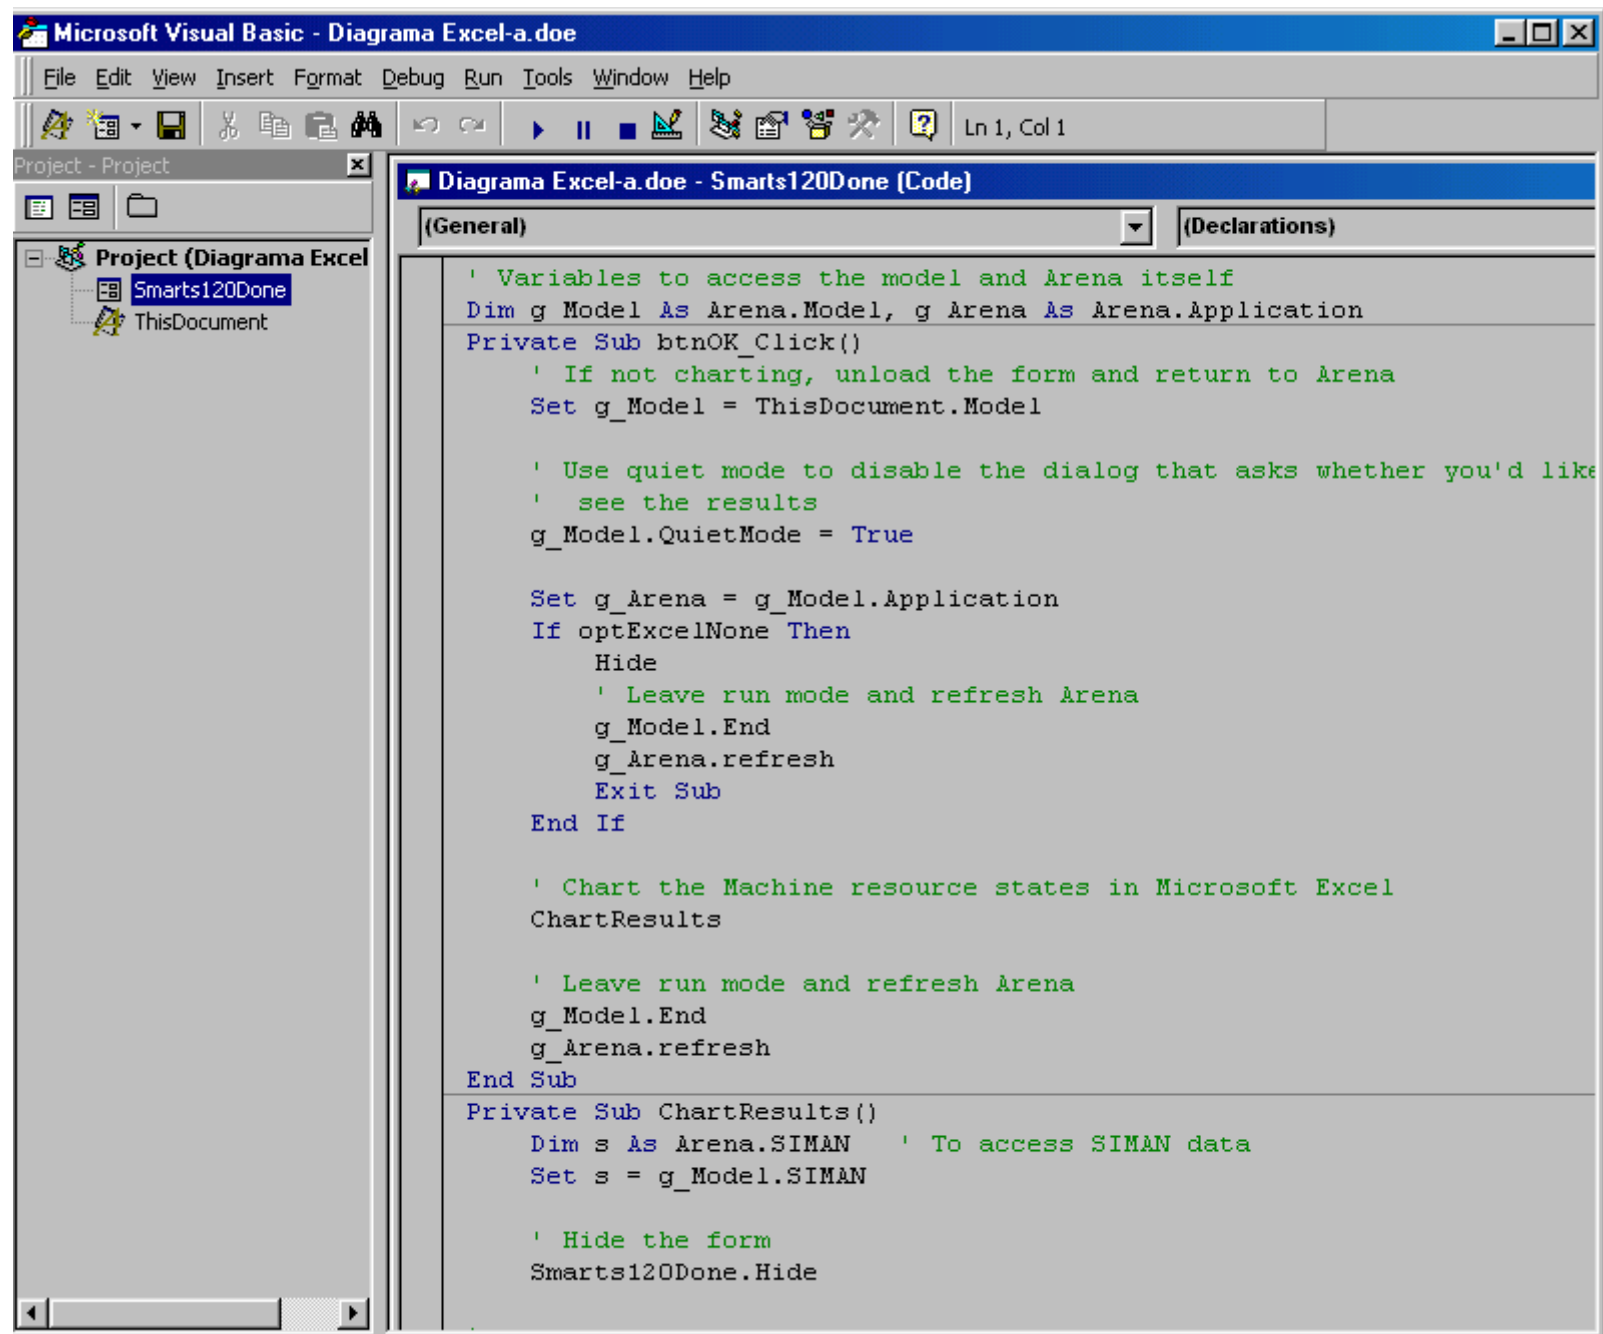 Microsoft Visual Basic - Diagrama Excel-a.doe
File Edit View Insert Format Debug Run Tools Window Help
Ln 1, Col 1
Project - Project
Project (Diagrama Excel
Smarts120Done
ThisDocument
Diagrama Excel-a.doe - Smarts120Done (Code)
(General)
(Declarations)
' Variables to access the model and Arena itself
Dim g Model As Arena.Model, g Arena As Arena.Application
Private Sub btnOK_Click()
' If not charting, unload the form and return to Arena
Set g_Model = ThisDocument.Model
' Use quiet mode to disable the dialog that asks whether you'd like
' see the results
g_Model.QuietMode = True
Set g_Arena = g_Model.Application
If optExcelNone Then
Hide
' Leave run mode and refresh Arena
g_Model.End
g_Arena.refresh
Exit Sub
End If
' Chart the Machine resource states in Microsoft Excel
ChartResults
' Leave run mode and refresh Arena
g_Model.End
g_Arena.refresh
End Sub
Private Sub ChartResults()
Dim s As Arena.SIMAN ' To access SIMAN data
Set s = g_Model.SIMAN
' Hide the form
Smarts120Done.Hide